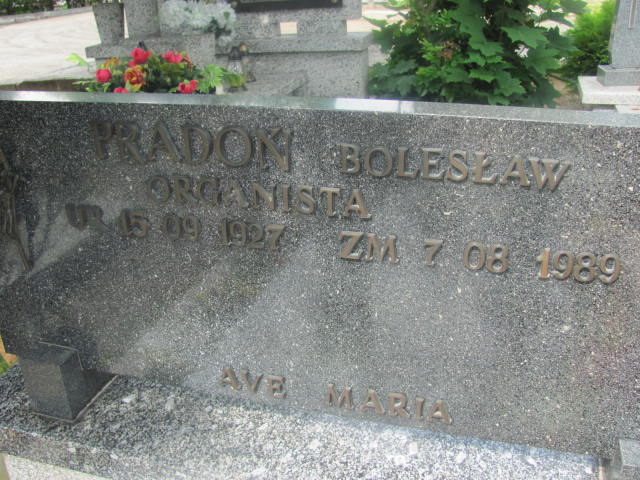 PRADOŃ BOLESŁAW
ORGANISTA
UR 15 09 1927 ZM 7 08 1989
AVE MARIA